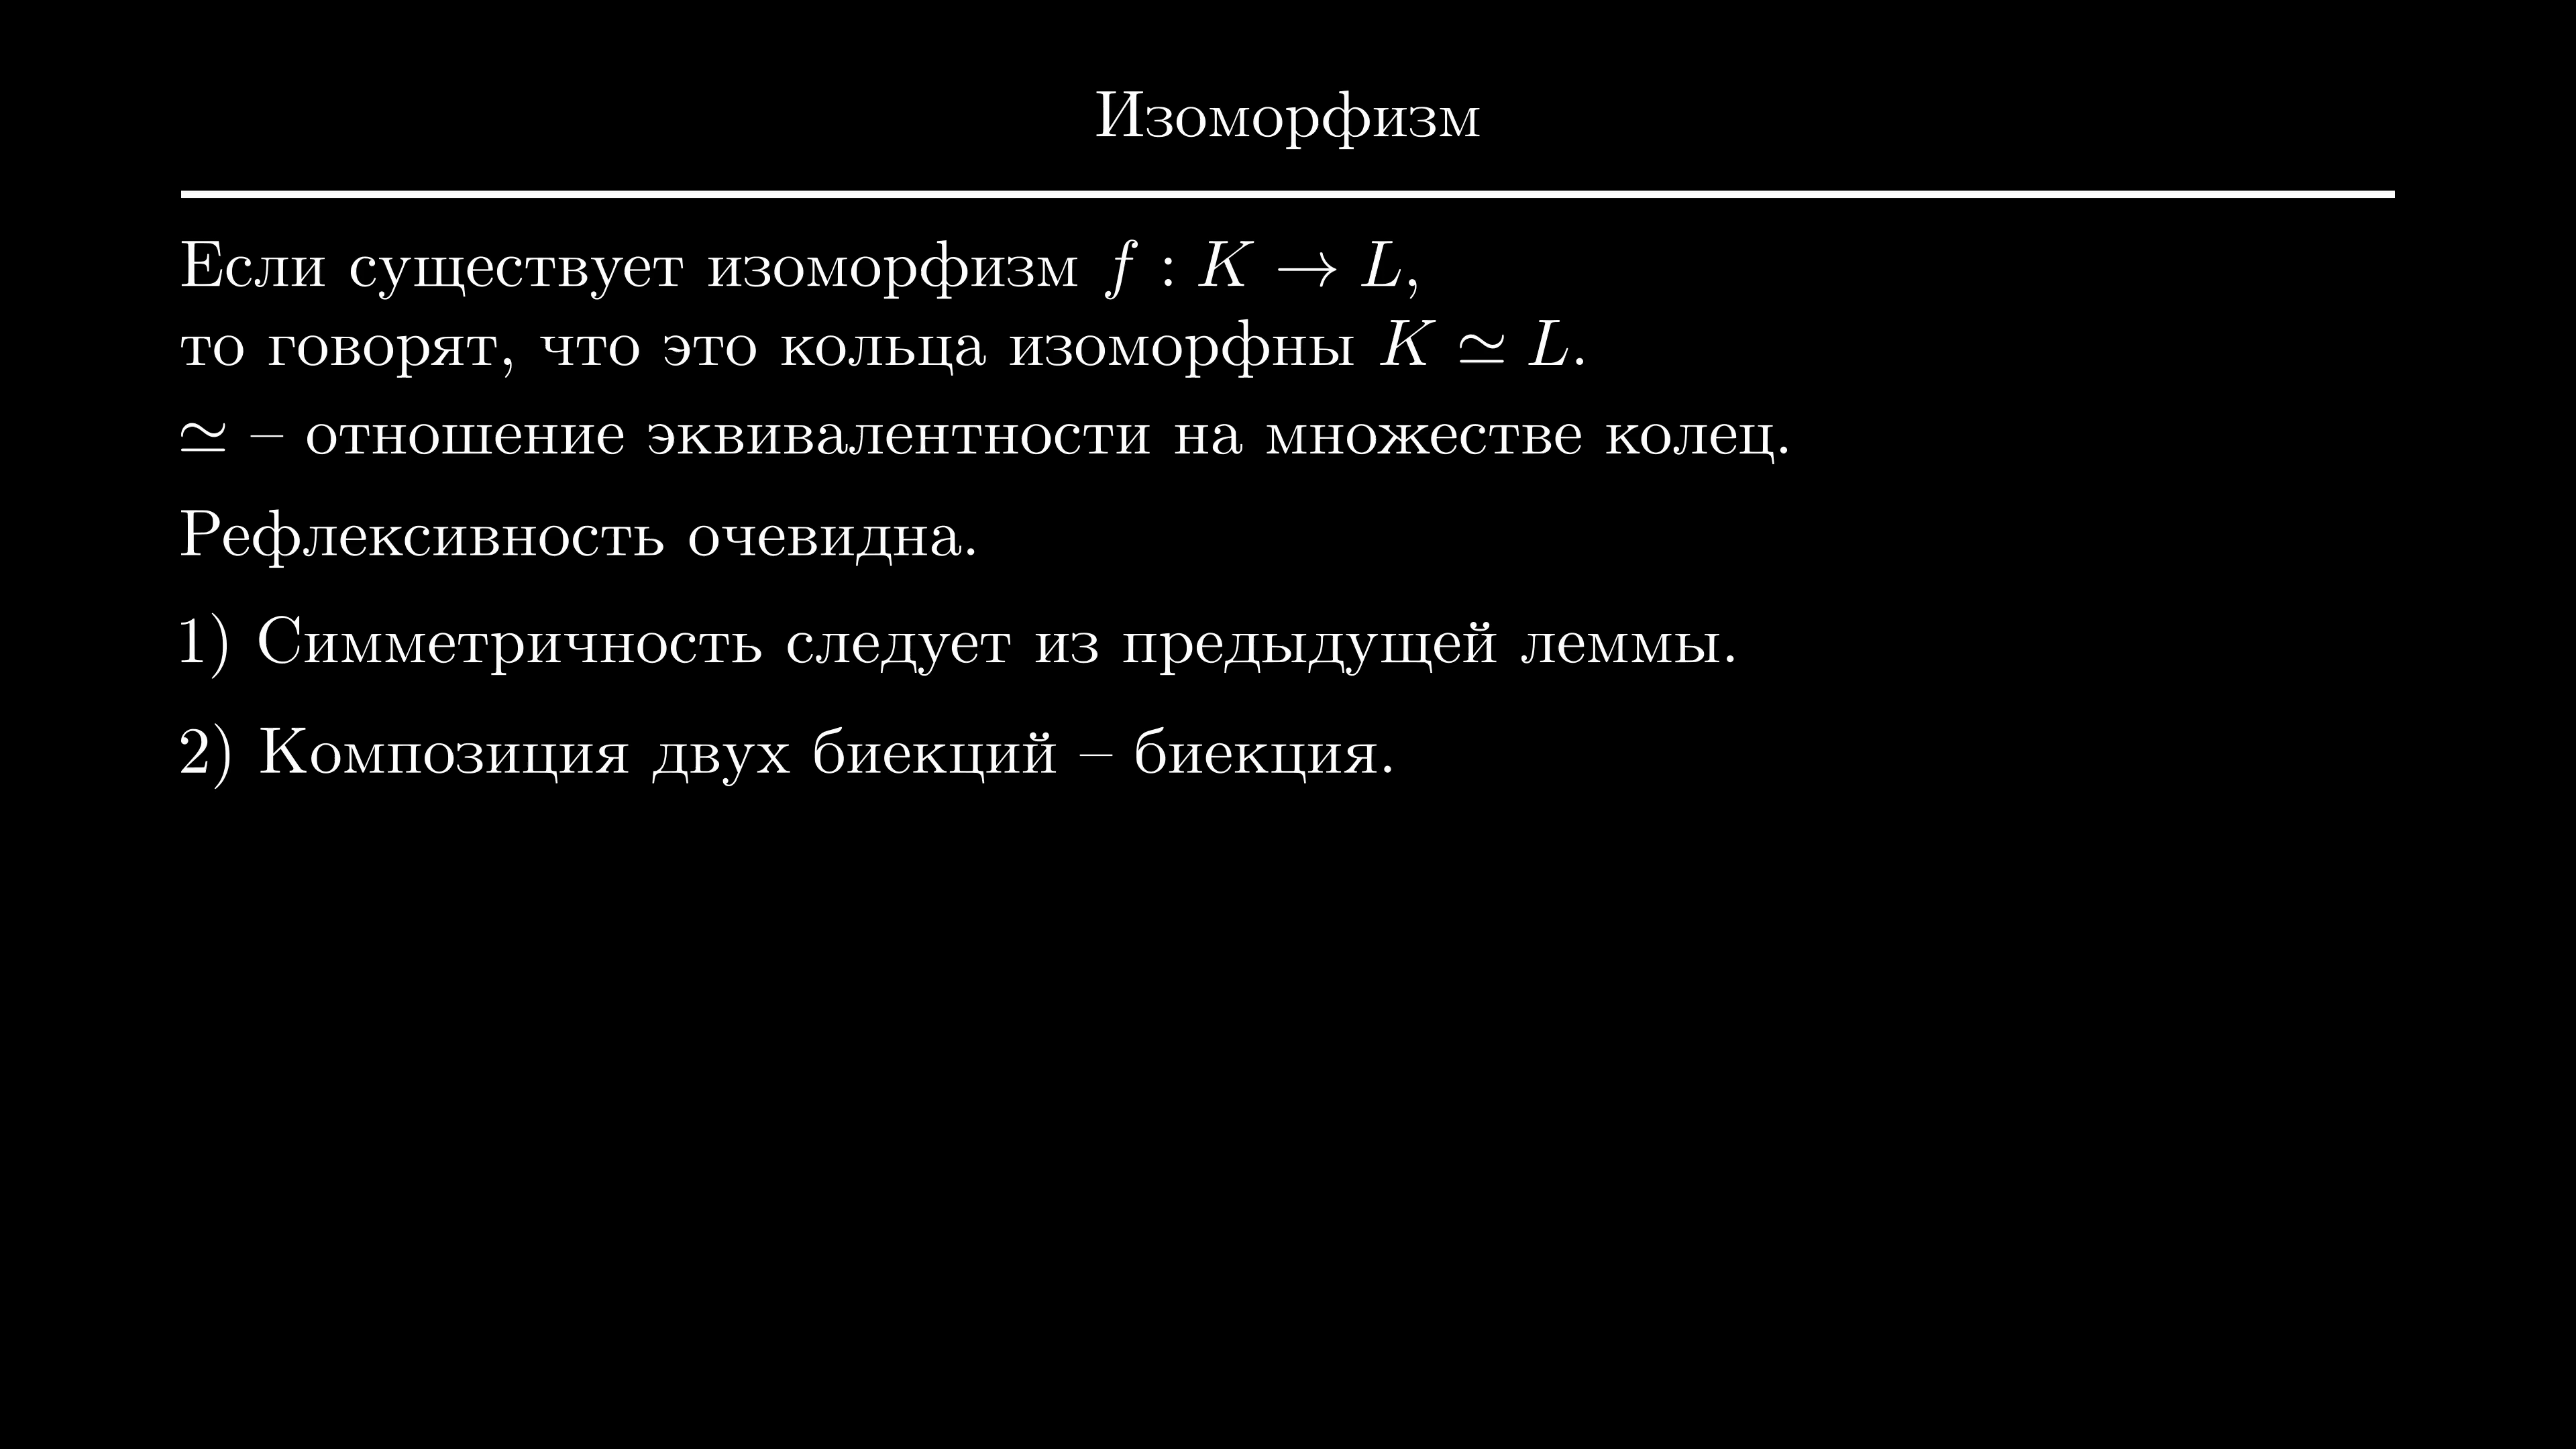 Изоморфизм
Если существует изоморфизм f : K → L,
то говорят, что это кольца изоморфны K ≃ L.
≃ – отношение эквивалентности на множестве колец.
Рефлексивность очевидна.
1) Симметричность следует из предыдущей леммы.
2) Композиция двух биекций – биекция.